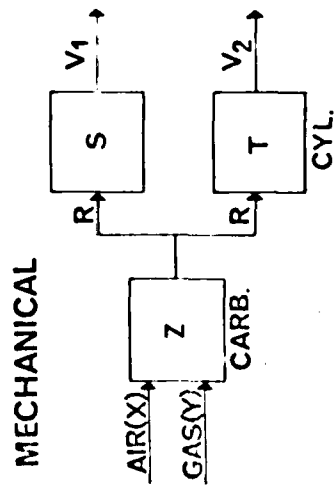 MECHANICAL
AIR(X)
GAS(Y)
Z
CARB.
R
R
S
T
CYL.
V1
V2